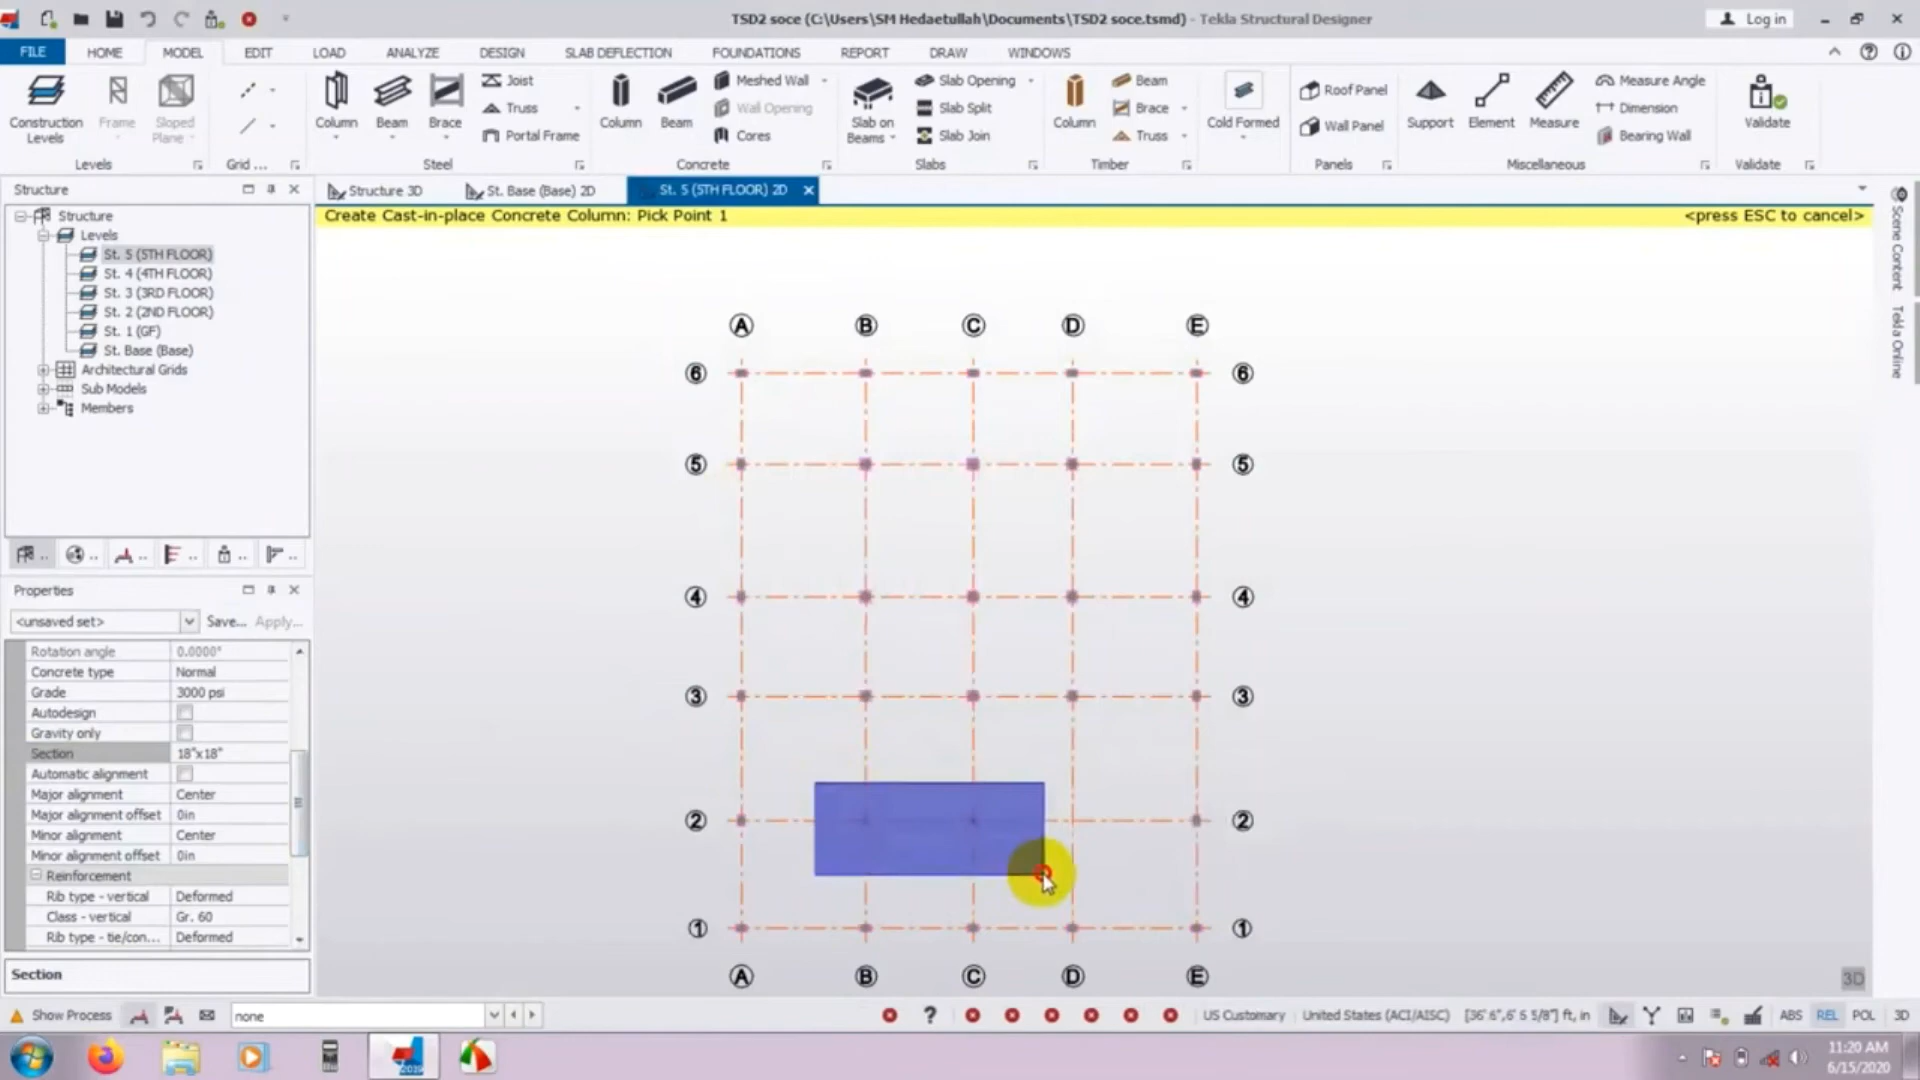 TSD2 soce (C:\Users\SM Hedaetullah\Documents\TSD2 soce.tsmd) - Tekla Structural Designer
Log in
FILE HOME MODEL EDIT LOAD ANALYZE DESIGN SLAB DEFLECTION FOUNDATIONS REPORT DRAW WINDOWS
Construction Levels
Frame
Sloped Plane
Levels
Grid ...
Column
Beam
Brace
Joist
Truss
Portal Frame
Steel
Column
Beam
Meshed Wall
Wall Opening
Cores
Concrete
Slab on Beams
Slab Opening
Slab Split
Slab Join
Slabs
Column
Beam
Brace
Truss
Timber
Cold Formed
Roof Panel
Wall Panel
Panels
Support
Element
Measure
Measure Angle
Dimension
Bearing Wall
Miscellaneous
Validate
Validate
Structure
Structure
Levels
St. 5 (5TH FLOOR)
St. 4 (4TH FLOOR)
St. 3 (3RD FLOOR)
St. 2 (2ND FLOOR)
St. 1 (GF)
St. Base (Base)
Architectural Grids
Sub Models
Members
Structure 3D
St. Base (Base) 2D
St. 5 (5TH FLOOR) 2D
Create Cast-in-place Concrete Column: Pick Point 1
<press ESC to cancel>
A B C D E
6 6
5 5
4 4
3 3
2 2
1 1
A B C D E
3D
Scene Content
Tekla Online
Properties
<unsaved set>
Save...
Apply...
Rotation angle 0.0000°
Concrete type Normal
Grade 3000 psi
Autodesign
Gravity only
Section 18"x18"
Automatic alignment
Major alignment Center
Major alignment offset 0in
Minor alignment Center
Minor alignment offset 0in
Reinforcement
Rib type - vertical Deformed
Class - vertical Gr. 60
Rib type - tie/con... Deformed
Section
Show Process
none
US Customary
United States (ACI/AISC)
[36' 6",6' 5 5/8"] ft, in
ABS REL POL 3D
2019
11:20 AM
6/15/2020